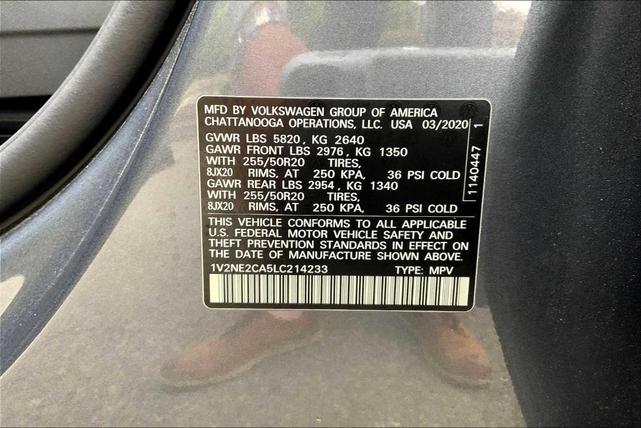 MFD BY VOLKSWAGEN GROUP OF AMERICA
CHATTANOOGA OPERATIONS, LLC. USA 03/2020
GVWR LBS 5820, KG 2640
GAWR FRONT LBS 2976, KG 1350
WITH 255/50R20 TIRES,
8JX20 RIMS, AT 250 KPA, 36 PSI COLD
GAWR REAR LBS 2954, KG 1340
WITH 255/50R20 TIRES,
8JX20 RIMS, AT 250 KPA, 36 PSI COLD
THIS VEHICLE CONFORMS TO ALL APPLICABLE
U.S. FEDERAL MOTOR VEHICLE SAFETY AND
THEFT PREVENTION STANDARDS IN EFFECT ON
THE DATE OF MANUFACTURE SHOWN ABOVE.
1V2NE2CA5LC214233 TYPE: MPV
1140447 1